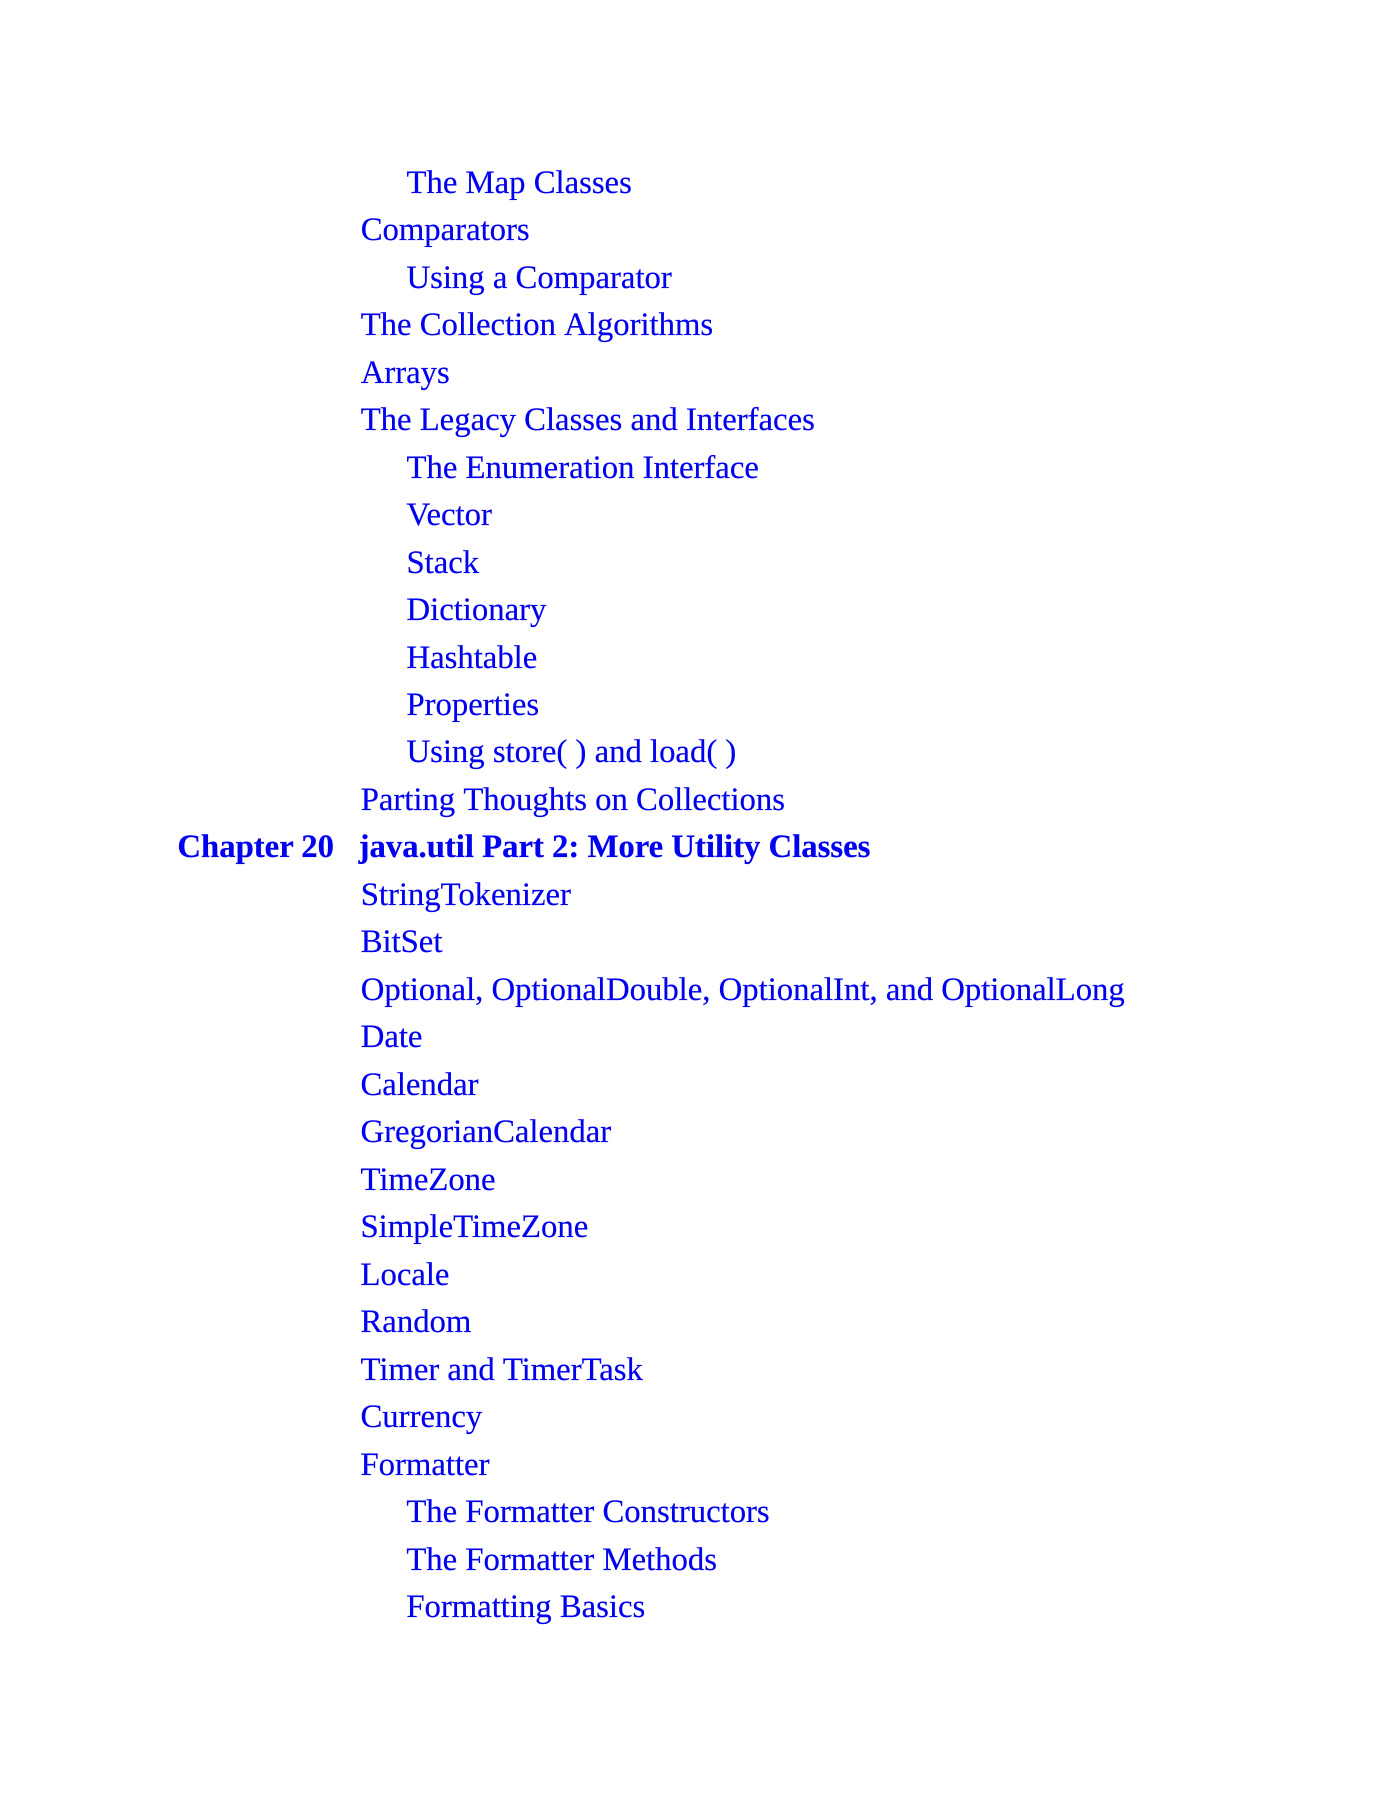 The Map Classes
Comparators
Using a Comparator
The Collection Algorithms
Arrays
The Legacy Classes and Interfaces
The Enumeration Interface
Vector
Stack
Dictionary
Hashtable
Properties
Using store( ) and load( )
Parting Thoughts on Collections
Chapter 20 java.util Part 2: More Utility Classes
StringTokenizer
BitSet
Optional, OptionalDouble, OptionalInt, and OptionalLong
Date
Calendar
GregorianCalendar
TimeZone
SimpleTimeZone
Locale
Random
Timer and TimerTask
Currency
Formatter
The Formatter Constructors
The Formatter Methods
Formatting Basics